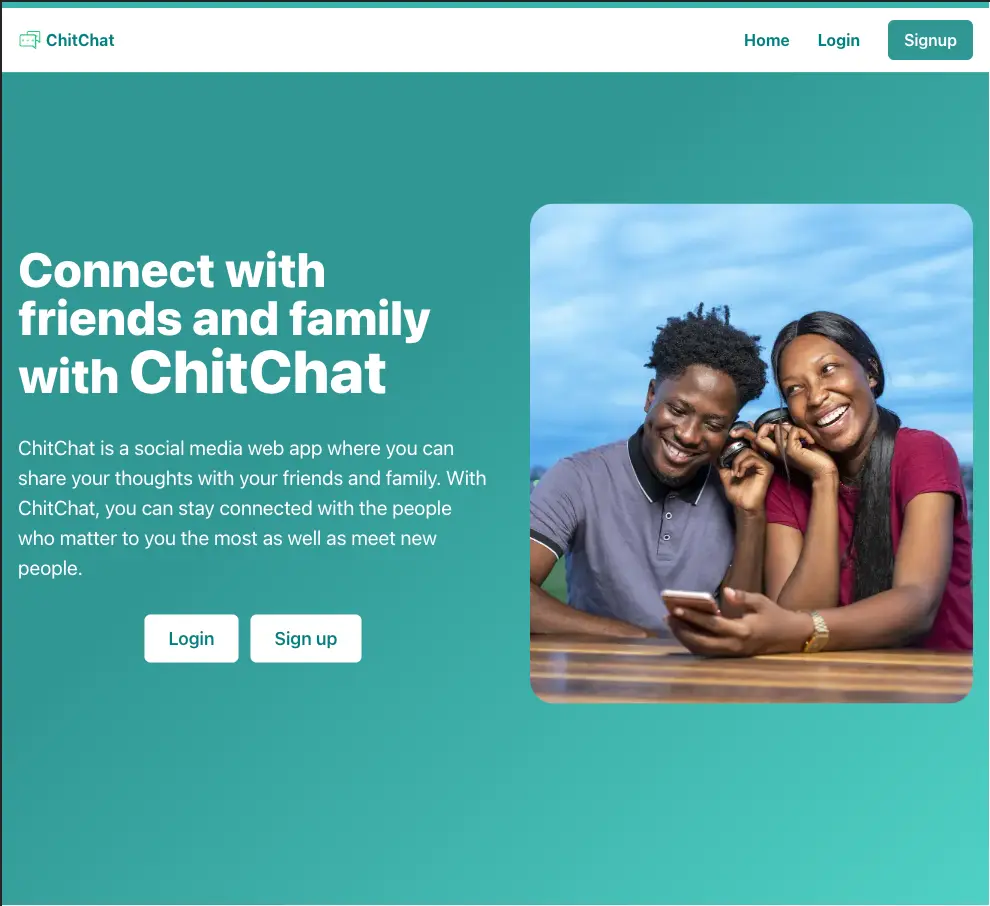 ChitChat
Home
Login
Signup
Connect with
friends and family
with ChitChat
ChitChat is a social media web app where you can
share your thoughts with your friends and family. With
ChitChat, you can stay connected with the people
who matter to you the most as well as meet new
people.
Login
Sign up